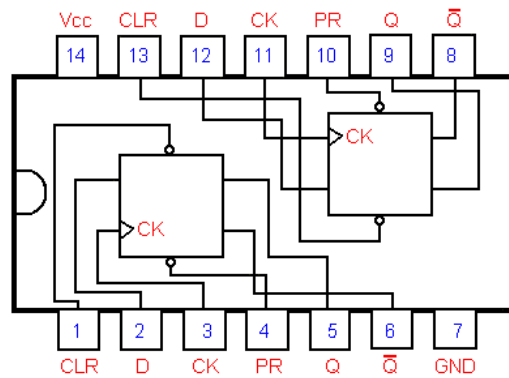 Vcc CLR D CK PR Q Q̅
14 13 12 11 10 9 8
CK
CK
1 2 3 4 5 6 7
CLR D CK PR Q Q̅ GND